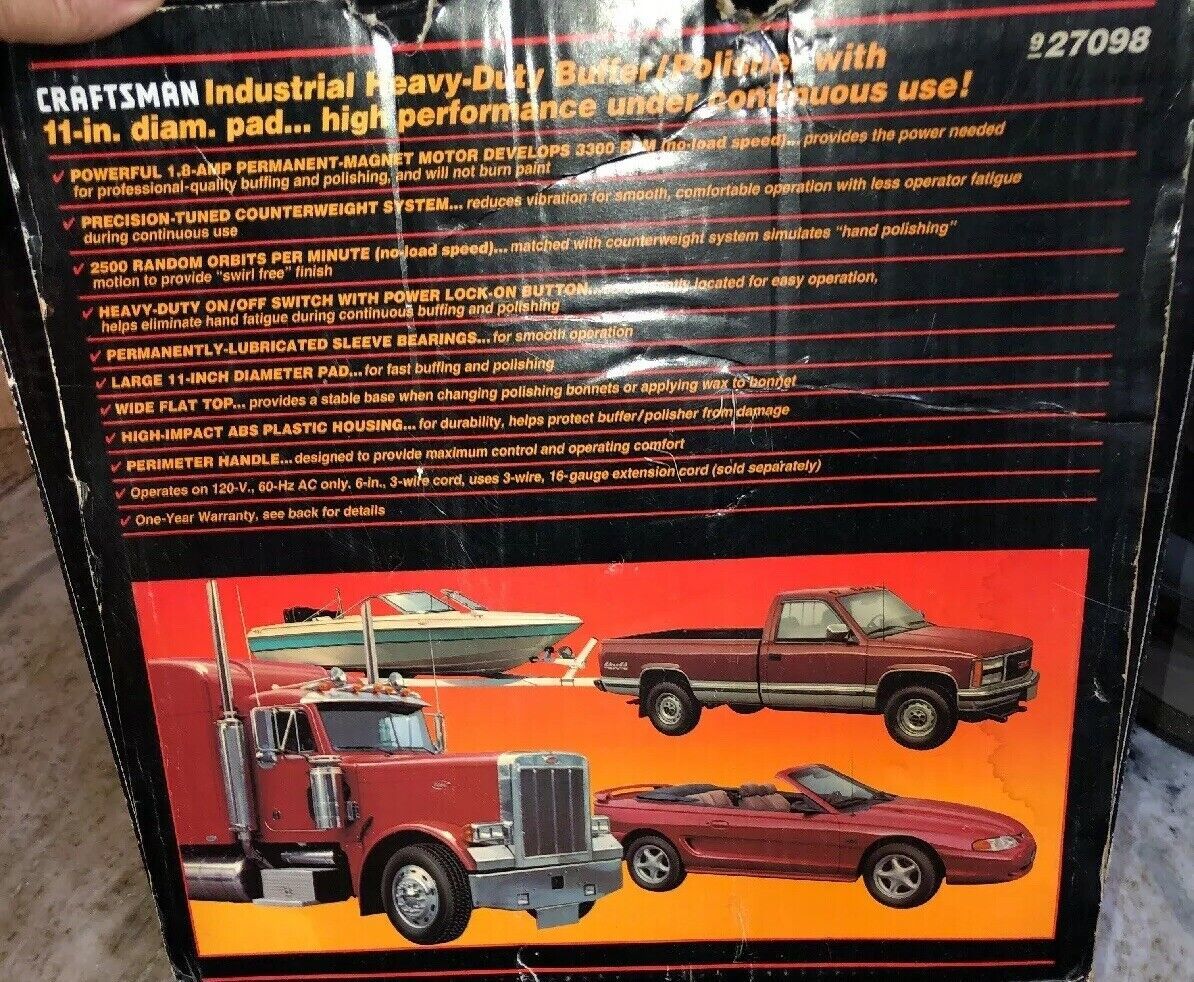 9 27098
CRAFTSMAN Industrial Heavy-Duty Buffer/Polisher with
11-in. diam. pad... high performance under continuous use!
✓ POWERFUL 1.8-AMP PERMANENT-MAGNET MOTOR DEVELOPS 3300 RPM (no-load speed)... provides the power needed
for professional-quality buffing and polishing, and will not burn paint
✓ PRECISION-TUNED COUNTERWEIGHT SYSTEM... reduces vibration for smooth, comfortable operation with less operator fatigue
during continuous use
✓ 2500 RANDOM ORBITS PER MINUTE (no-load speed)... matched with counterweight system simulates "hand polishing"
motion to provide "swirl free" finish
✓ HEAVY-DUTY ON/OFF SWITCH WITH POWER LOCK-ON BUTTON... located for easy operation,
helps eliminate hand fatigue during continuous buffing and polishing
✓ PERMANENTLY-LUBRICATED SLEEVE BEARINGS... for smooth operation
✓ LARGE 11-INCH DIAMETER PAD... for fast buffing and polishing
✓ WIDE FLAT TOP... provides a stable base when changing polishing bonnets or applying wax to bonnet
✓ HIGH-IMPACT ABS PLASTIC HOUSING... for durability, helps protect buffer/polisher from damage
✓ PERIMETER HANDLE... designed to provide maximum control and operating comfort
✓ Operates on 120-V., 60-Hz AC only. 6-in., 3-wire cord, uses 3-wire, 16-gauge extension cord (sold separately)
✓ One-Year Warranty, see back for details